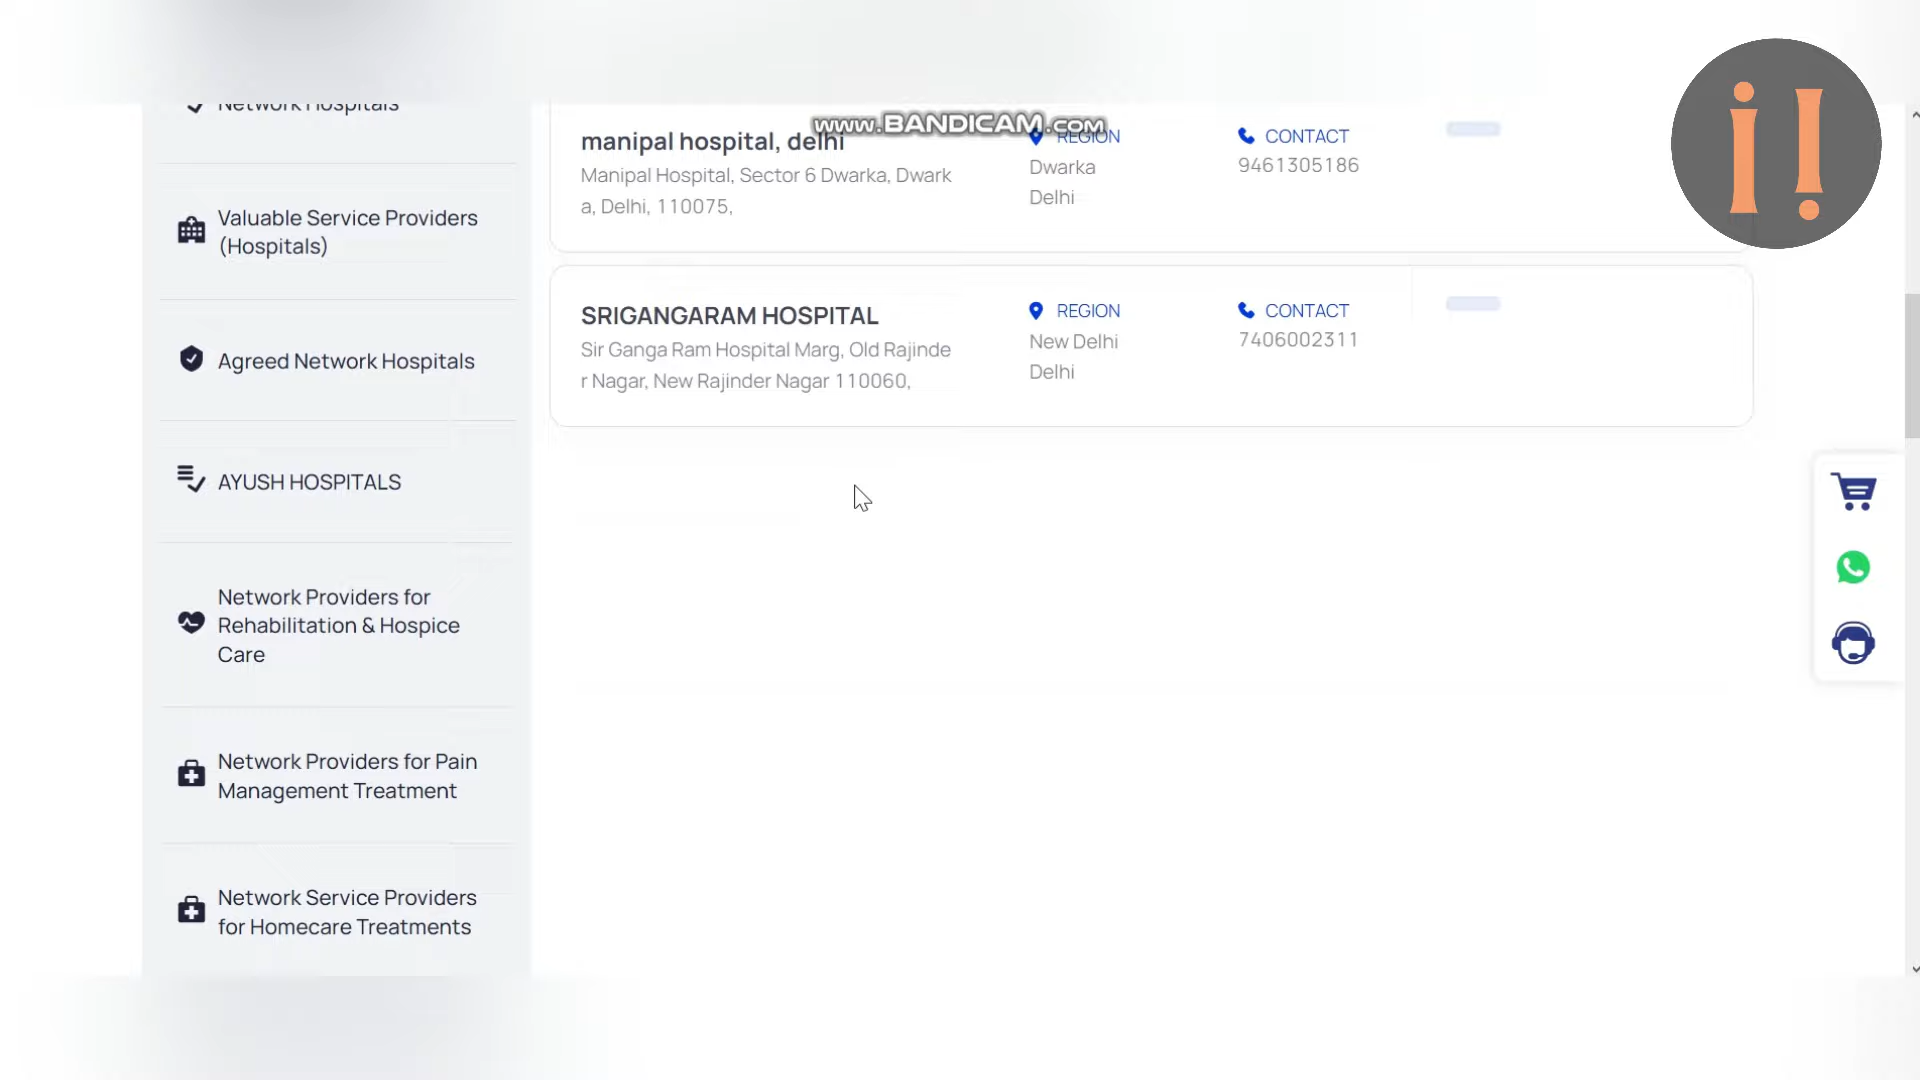 Network Hospitals
Valuable Service Providers
(Hospitals)
Agreed Network Hospitals
AYUSH HOSPITALS
Network Providers for
Rehabilitation & Hospice
Care
Network Providers for Pain
Management Treatment
Network Service Providers
for Homecare Treatments
www.BANDICAM.com
manipal hospital, delhi
Manipal Hospital, Sector 6 Dwarka, Dwark
a, Delhi, 110075,
REGION
Dwarka
Delhi
CONTACT
9461305186
SRIGANGARAM HOSPITAL
Sir Ganga Ram Hospital Marg, Old Rajinde
r Nagar, New Rajinder Nagar 110060,
REGION
New Delhi
Delhi
CONTACT
7406002311
i!